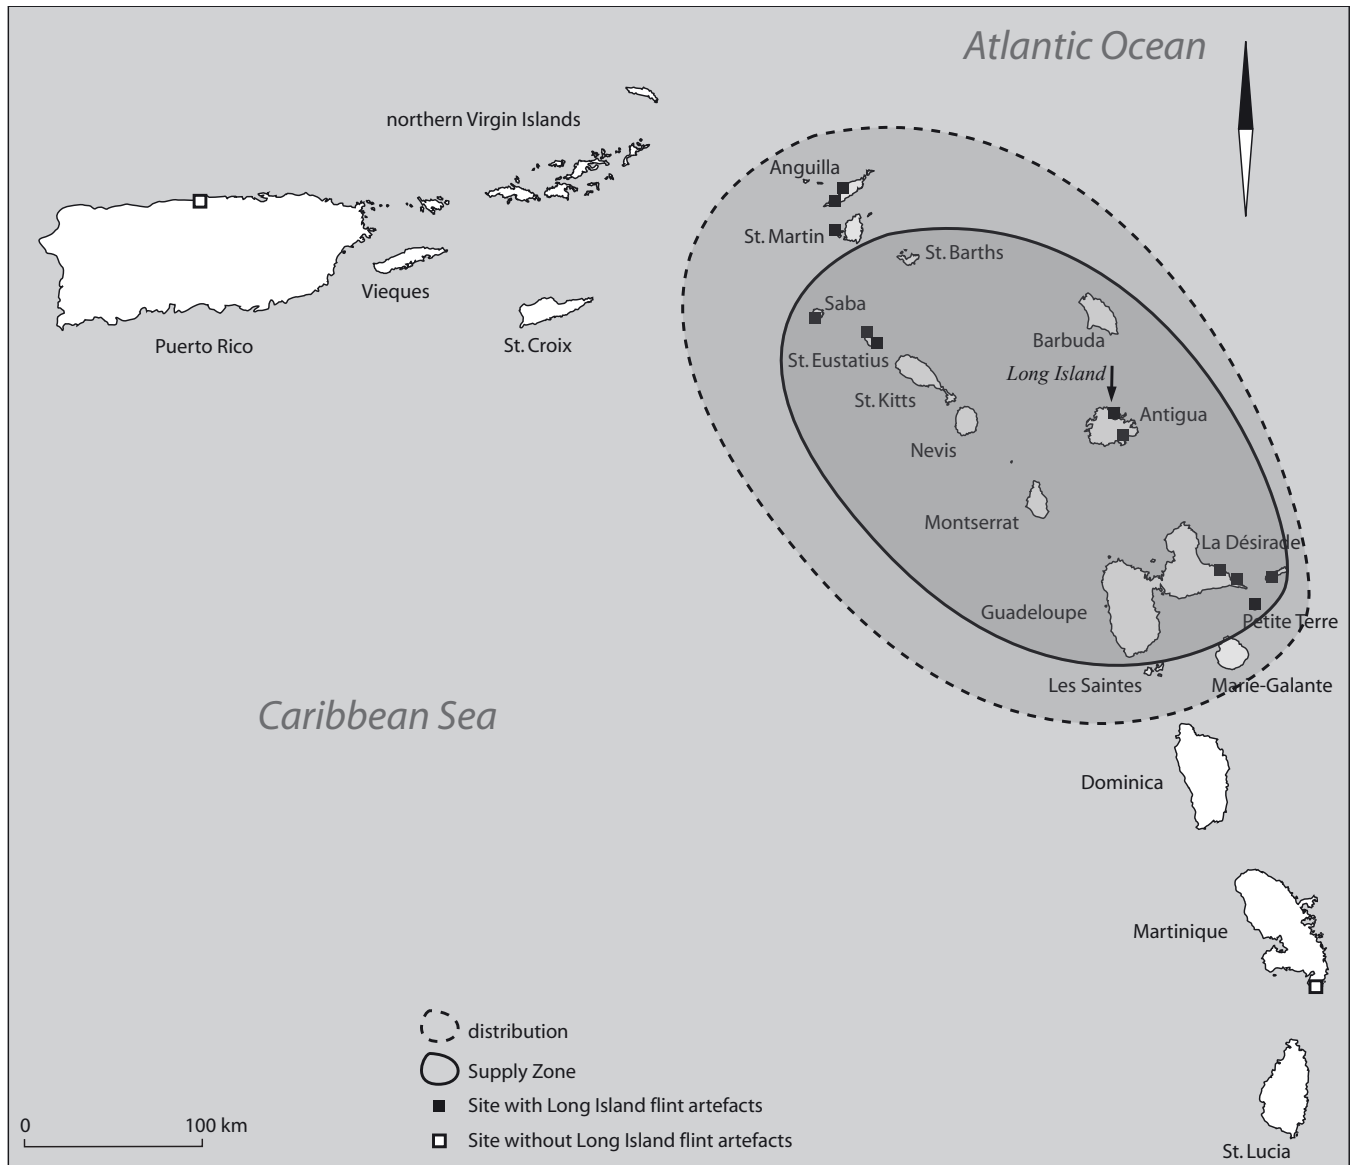 Atlantic Ocean
northern Virgin Islands
Anguilla
St. Martin
St. Barths
Vieques
Saba
Puerto Rico
St. Croix
Barbuda
St. Eustatius
Long Island
St. Kitts
Antigua
Nevis
Montserrat
La Désirade
Guadeloupe
Petite Terre
Les Saintes
Marie-Galante
Caribbean Sea
Dominica
Martinique
distribution
Supply Zone
Site with Long Island flint artefacts
Site without Long Island flint artefacts
0
100 km
St. Lucia